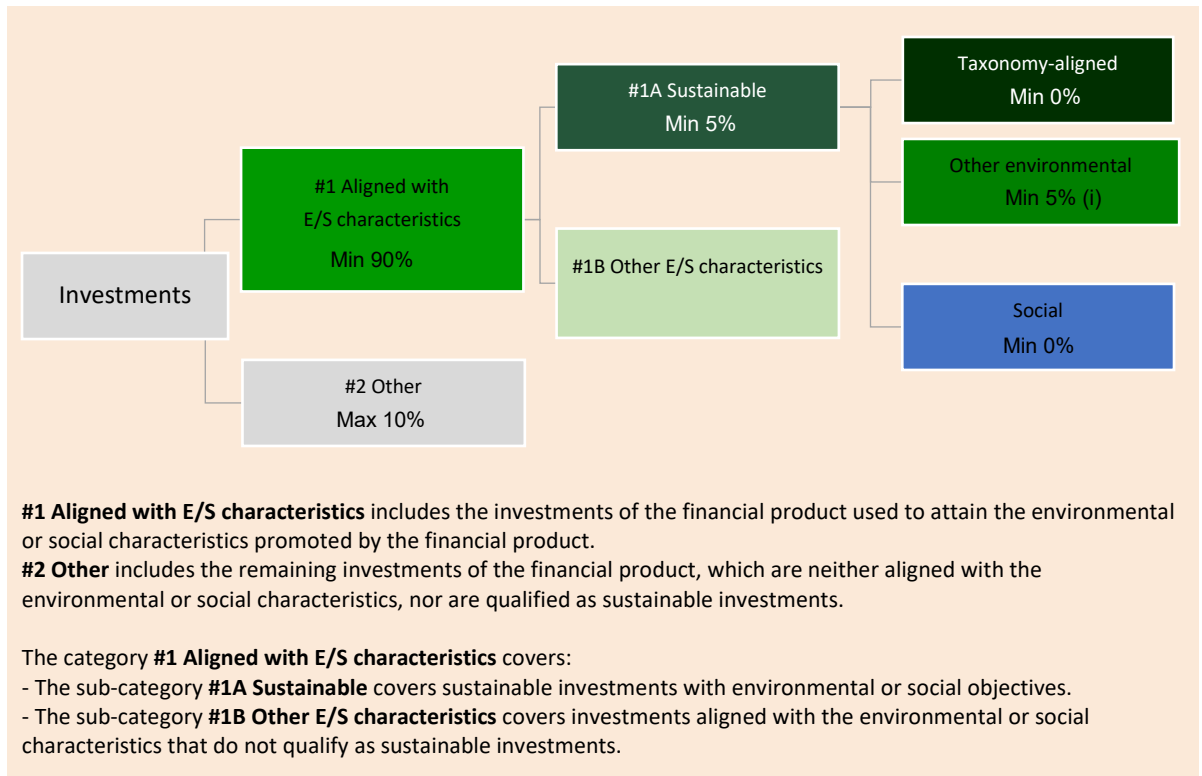 Investments
#1 Aligned with
E/S characteristics
Min 90%
#2 Other
Max 10%
#1A Sustainable
Min 5%
#1B Other E/S characteristics
Taxonomy-aligned
Min 0%
Other environmental
Min 5% (i)
Social
Min 0%
#1 Aligned with E/S characteristics includes the investments of the financial product used to attain the environmental
or social characteristics promoted by the financial product.
#2 Other includes the remaining investments of the financial product, which are neither aligned with the
environmental or social characteristics, nor are qualified as sustainable investments.
The category #1 Aligned with E/S characteristics covers:
- The sub-category #1A Sustainable covers sustainable investments with environmental or social objectives.
- The sub-category #1B Other E/S characteristics covers investments aligned with the environmental or social
characteristics that do not qualify as sustainable investments.